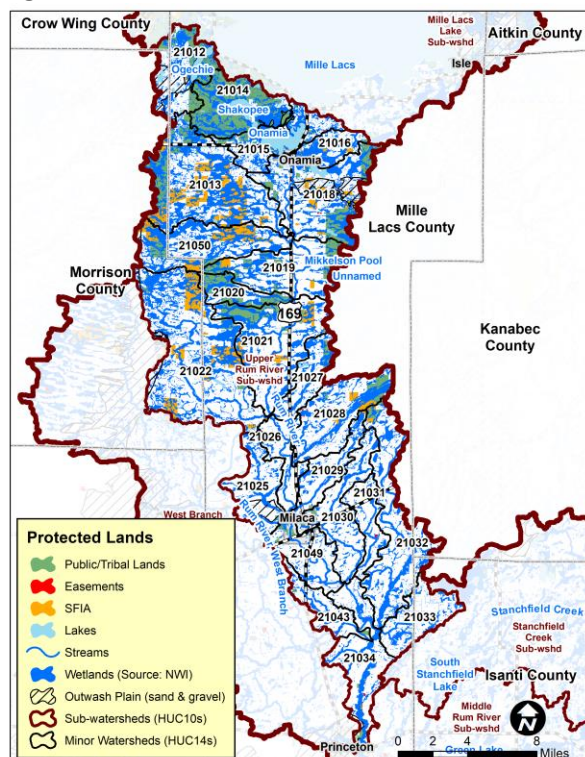 Crow Wing County
Mille Lacs
Lake
Sub-wshd
Aitkin County
21012
Ogechie
Mille Lacs
Isle
21014
Shakopee
Onamia
21015
Onamia
21016
21013
21018
Mille
Lacs County
21050
Mikkelson Pool
Unnamed
21019
Morrison
County
21020
169
Kanabec
County
21021
Upper
Rum River
Sub-wshd
21022
21027
Rum River
21028
21026
21029
21025
21031
West Branch
Rum River West Branch
Milaca
21030
21032
21049
21043
21033
21034
Stanchfield Creek
Stanchfield
Creek
Sub-wshd
South
Stanchfield
Lake
Isanti County
Middle
Rum River
Sub-wshd
Green Lake
Princeton
N
0 2 4 8
Miles
Protected Lands
Public/Tribal Lands
Easements
SFIA
Lakes
Streams
Wetlands (Source: NWI)
Outwash Plain (sand & gravel)
Sub-watersheds (HUC10s)
Minor Watersheds (HUC14s)